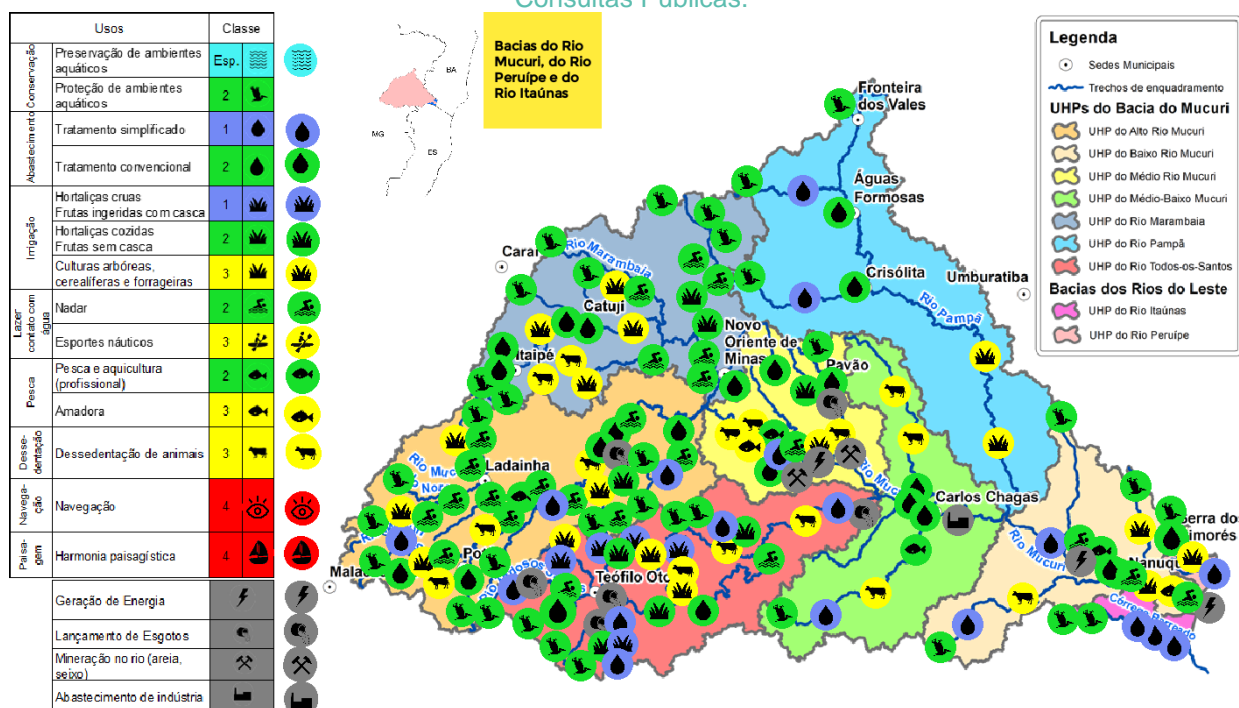 Consultas Públicas.
Usos
Classe
Conservação
Preservação de ambientes
aquáticos
Esp.
Proteção de ambientes
aquáticos
2
Abastecimento
Tratamento simplificado
1
Tratamento convencional
2
Irrigação
Hortaliças cruas
Frutas ingeridas com casca
1
Hortaliças cozidas
Frutas sem casca
2
Culturas arbóreas,
cerealíferas e forrageiras
3
Lazer
contato com
água
Nadar
2
Esportes náuticos
3
Pesca
Pesca e aquicultura
(profissional)
2
Amadora
3
Desse-
dentação
Dessedentação de animais
3
Navega-
ção
Navegação
4
Paisa-
gem
Harmonia paisagística
4
Geração de Energia
Lançamento de Esgotos
Mineração no rio (areia,
seixo)
Abastecimento de indústria
BA
MG
ES
Bacias do Rio
Mucuri, do Rio
Peruípe e do
Rio Itaúnas
Legenda
Sedes Municipais
Trechos de enquadramento
UHPs do Bacia do Mucuri
UHP do Alto Rio Mucuri
UHP do Baixo Rio Mucuri
UHP do Médio Rio Mucuri
UHP do Médio-Baixo Mucuri
UHP do Rio Marambaia
UHP do Rio Pampã
UHP do Rio Todos-os-Santos
Bacias dos Rios do Leste
UHP do Rio Itaúnas
UHP do Rio Peruípe
Fronteira
dos Vales
Águas
Formosas
Crisólita
Umburatiba
Rio Pampã
Rio Marambaia
Catuji
Novo
Oriente
de Minas
Pavão
Ladainha
Carlos Chagas
Rio Mucuri
Teófilo Oto